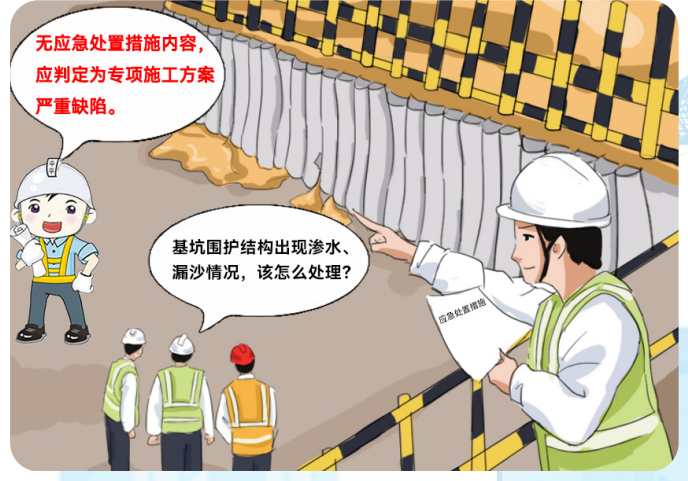 无应急处置措施内容，
应判定为专项施工方案
严重缺陷。
基坑围护结构出现渗水、
漏沙情况，该怎么处理？
应急处置措施